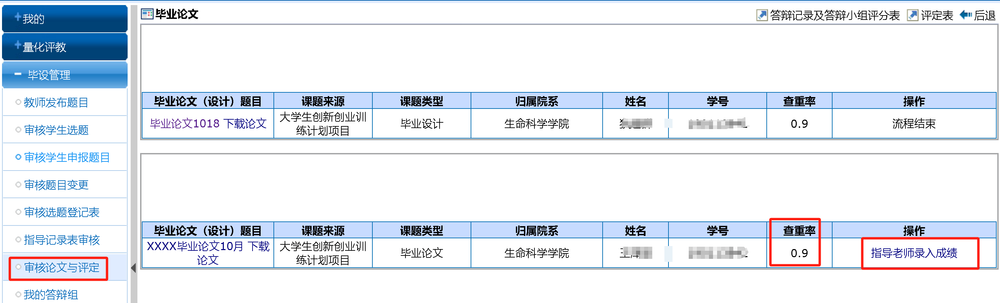 我的
量化评教
毕设管理
教师发布题目
审核学生选题
审核学生申报题目
审核题目变更
审核选题登记表
指导记录表审核
审核论文与评定
我的答辩组
毕业论文
答辩记录及答辩小组评分表 评定表 后退
毕业论文（设计）题目 课题来源 课题类型 归属院系 姓名 学号 查重率 操作
毕业论文1018 下载论文 大学生创新创业训 毕业设计 生命科学学院 0.9 流程结束
练计划项目
毕业论文（设计）题目 课题来源 课题类型 归属院系 姓名 学号 查重率 操作
XXXX毕业论文10月 下载 大学生创新创业训 毕业论文 生命科学学院 0.9 指导老师录入成绩
论文 练计划项目